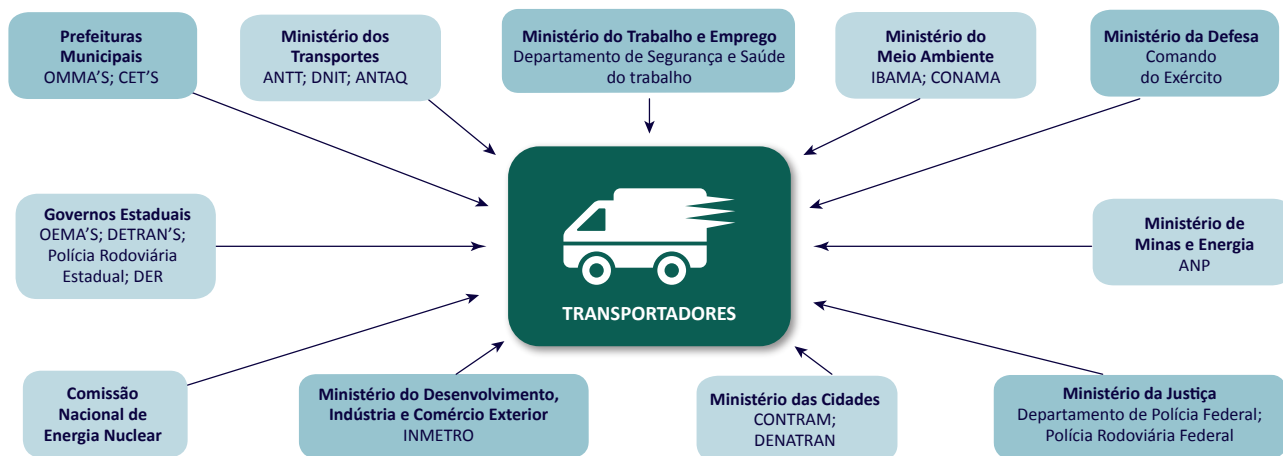 Prefeituras
Municipais
OMMA’S; CET’S
Ministério dos
Transportes
ANTT; DNIT; ANTAQ
Ministério do Trabalho e Emprego
Departamento de Segurança e Saúde
do trabalho
Ministério do
Meio Ambiente
IBAMA; CONAMA
Ministério da Defesa
Comando
do Exército
Governos Estaduais
OEMA’S; DETRAN’S;
Polícia Rodoviária
Estadual; DER
TRANSPORTADORES
Ministério de
Minas e Energia
ANP
Comissão
Nacional de
Energia Nuclear
Ministério do Desenvolvimento,
Indústria e Comércio Exterior
INMETRO
Ministério das Cidades
CONTRAM;
DENATRAN
Ministério da Justiça
Departamento de Polícia Federal;
Polícia Rodoviária Federal